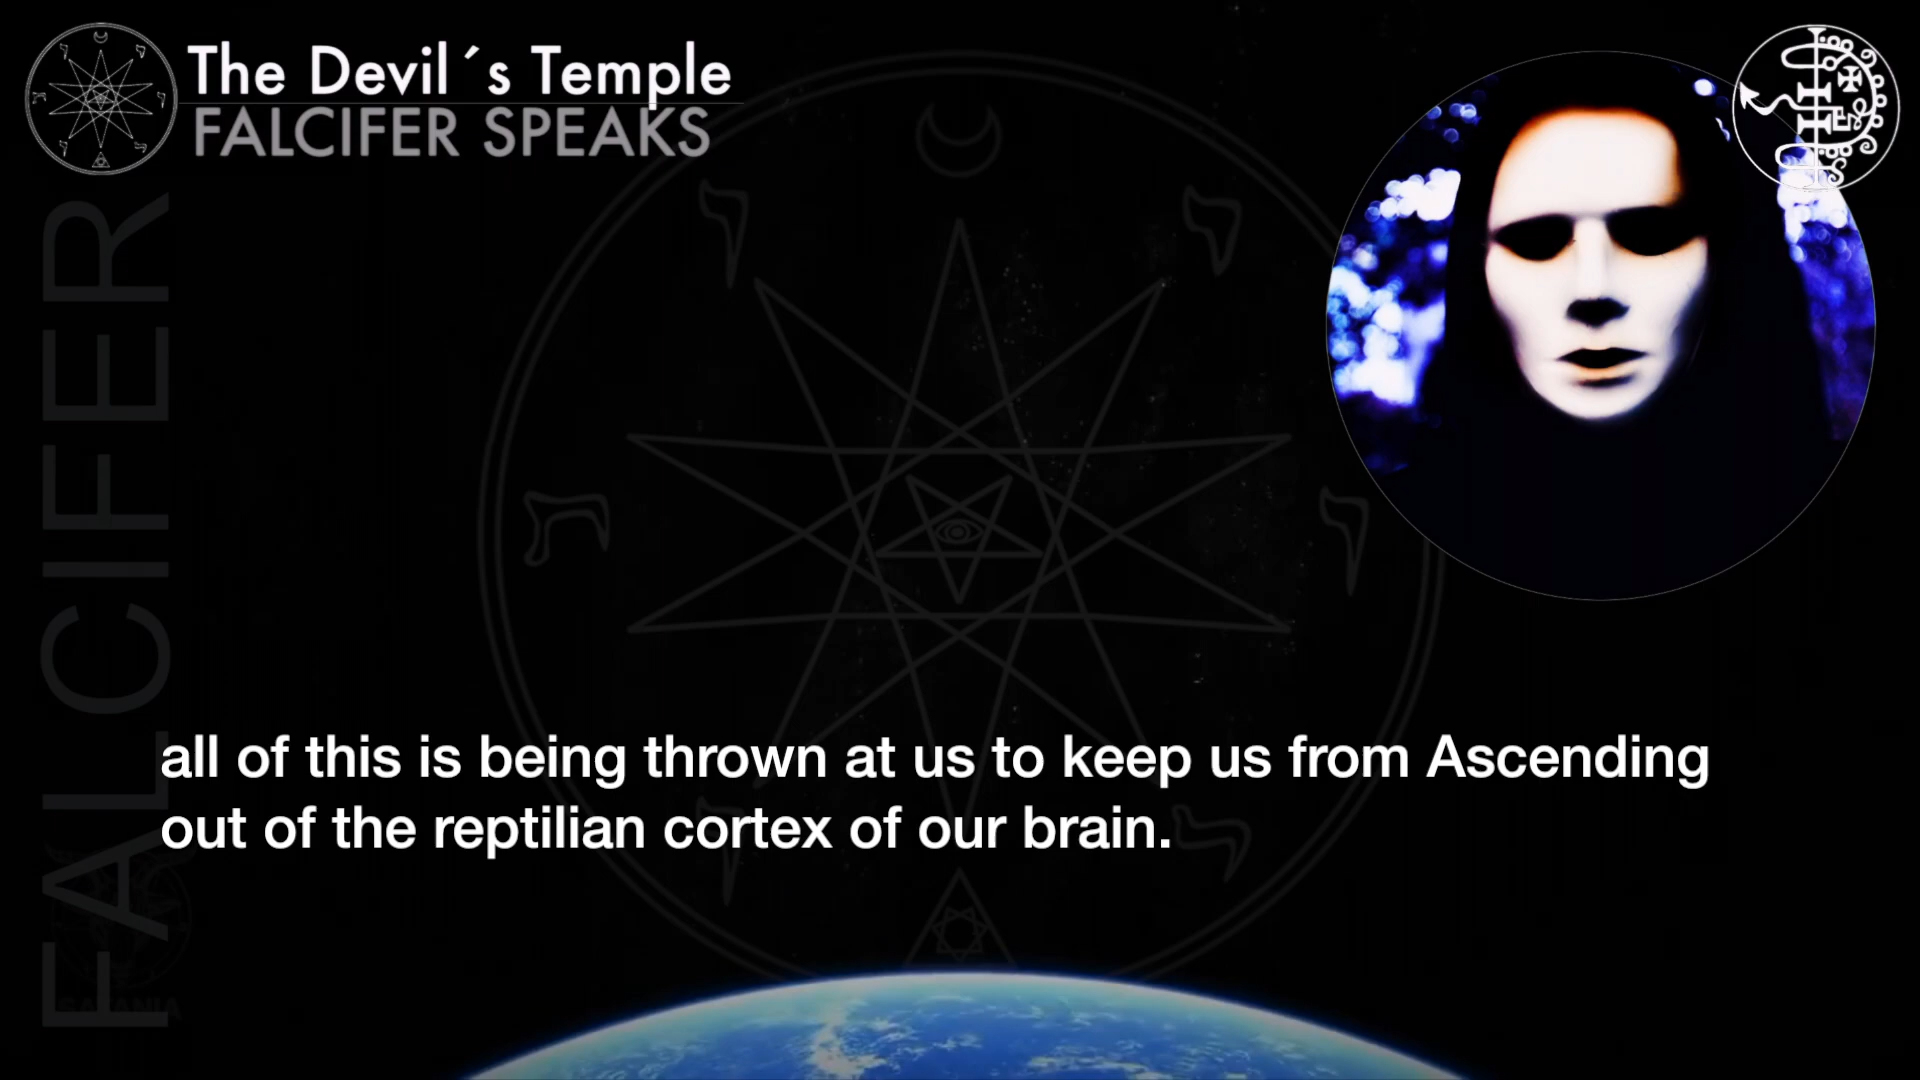 The Devil´s Temple
FALCIFER SPEAKS
FALCIFER
all of this is being thrown at us to keep us from Ascending
out of the reptilian cortex of our brain.
SATANIA